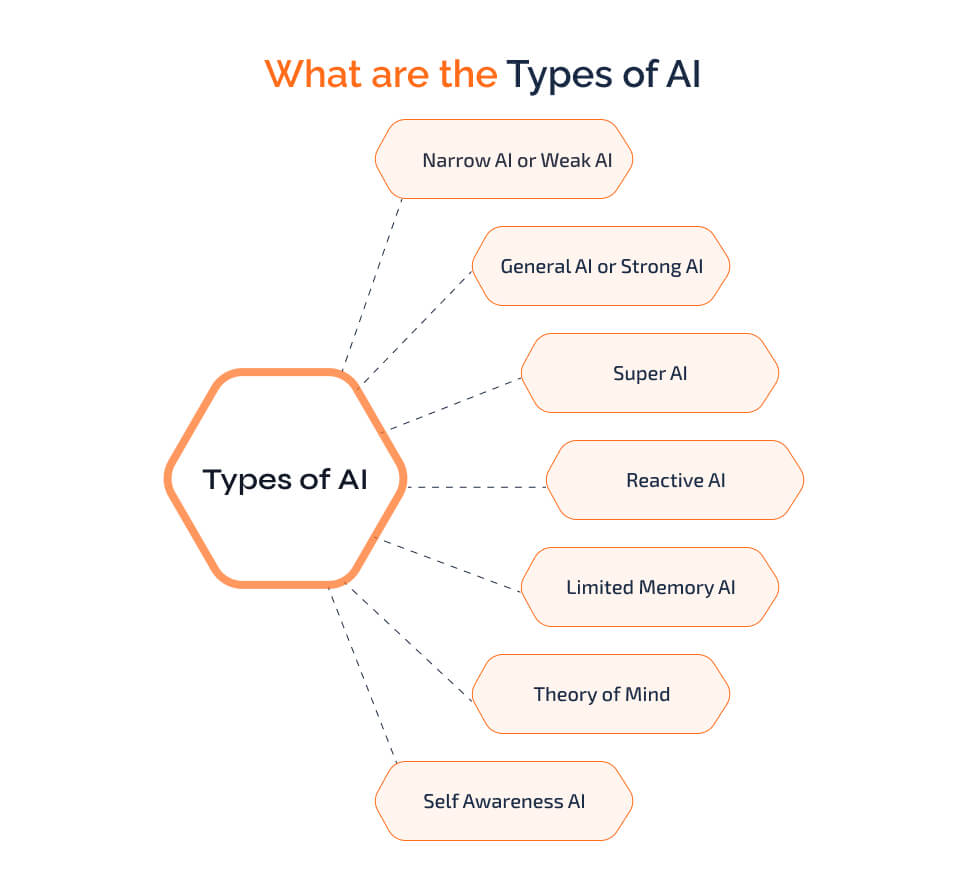 What are the Types of AI
Narrow AI or Weak AI
General AI or Strong AI
Super AI
Types of AI
Reactive AI
Limited Memory AI
Theory of Mind
Self Awareness AI